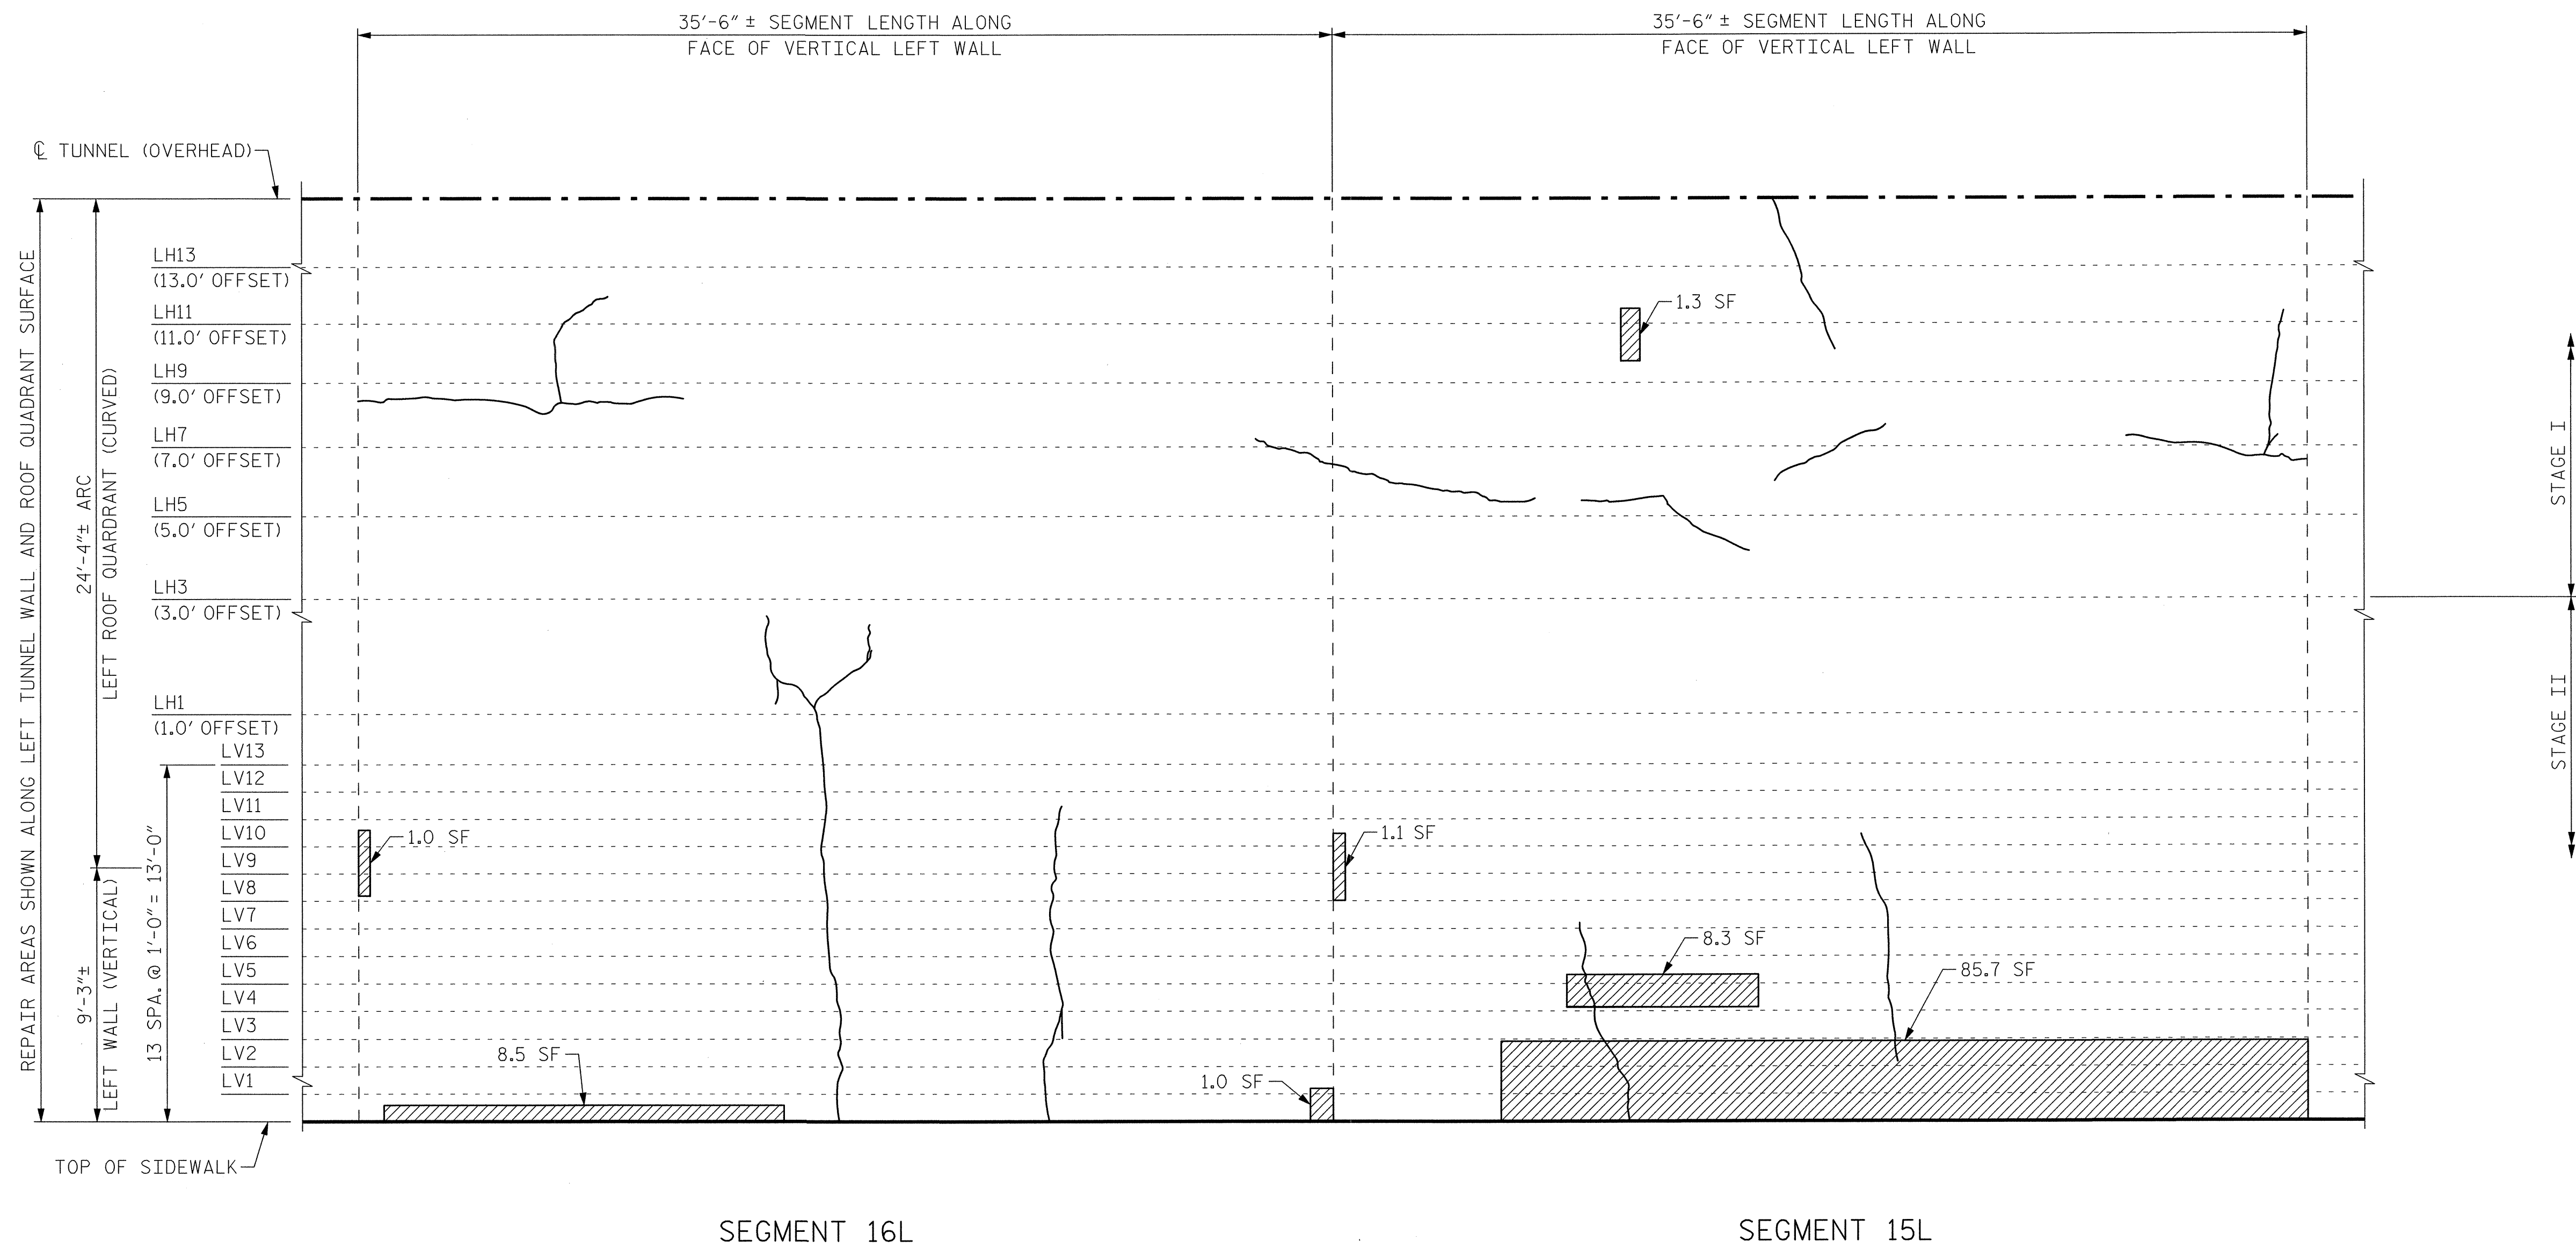 35'-6" ± SEGMENT LENGTH ALONG
FACE OF VERTICAL LEFT WALL
35'-6" ± SEGMENT LENGTH ALONG
FACE OF VERTICAL LEFT WALL
℄ TUNNEL (OVERHEAD)
REPAIR AREAS SHOWN ALONG LEFT TUNNEL WALL AND ROOF QUADRANT SURFACE
24'-4"± ARC
LEFT ROOF QUARDRANT (CURVED)
9'-3"±
LEFT WALL (VERTICAL)
13 SPA. @ 1'-0" = 13'-0"
LH13
(13.0' OFFSET)
LH11
(11.0' OFFSET)
LH9
(9.0' OFFSET)
LH7
(7.0' OFFSET)
LH5
(5.0' OFFSET)
LH3
(3.0' OFFSET)
LH1
(1.0' OFFSET)
LV13
LV12
LV11
LV10
LV9
LV8
LV7
LV6
LV5
LV4
LV3
LV2
LV1
1.0 SF
8.5 SF
1.0 SF
1.3 SF
1.1 SF
8.3 SF
85.7 SF
STAGE I
STAGE II
TOP OF SIDEWALK
SEGMENT 16L
SEGMENT 15L